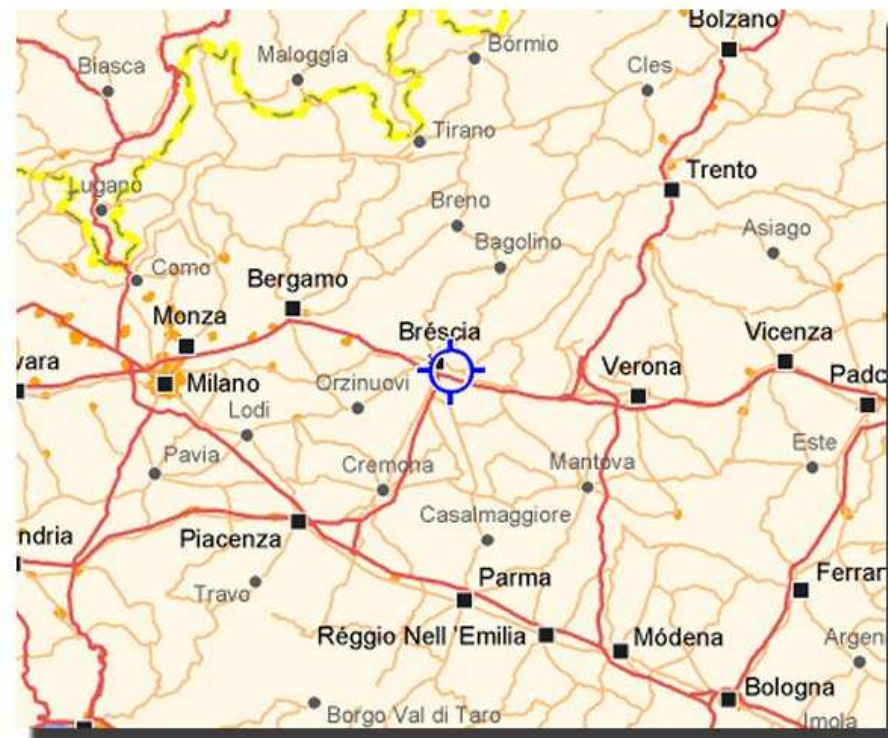 Bolzano
Bórmio
Maloggia
Biasca
Cles
Tirano
Trento
Lugano
Breno
Asiago
Bagolino
Como
Bergamo
Monza
Bréscia
Vicenza
vara
Verona
Padc
Milano
Orzinuovi
Lodi
Este
Pavia
Cremona
Mantova
Casalmaggiore
ndria
Piacenza
Ferrar
Parma
Travo
Réggio Nell 'Emilia
Módena
Argen
Bologna
Borgo Val di Taro
Imola